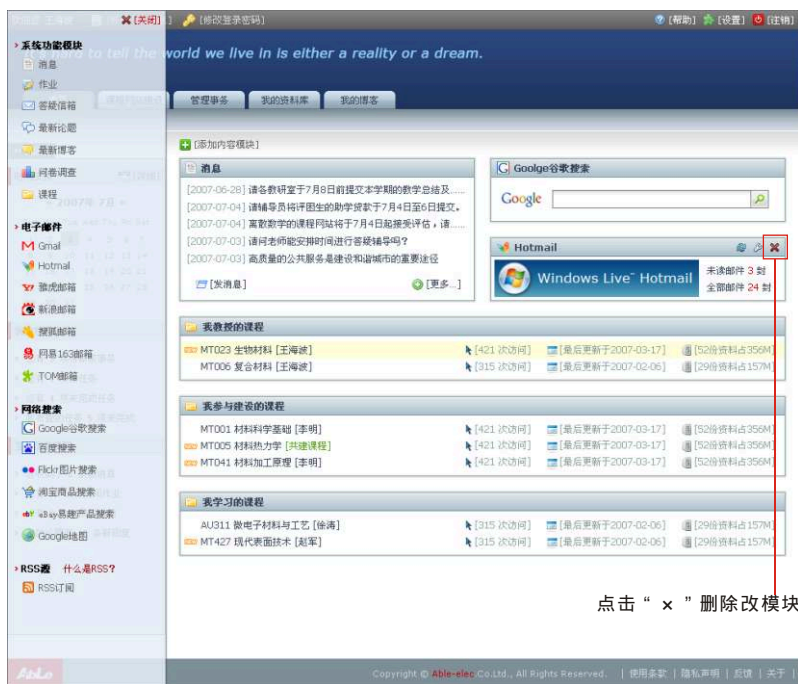 [关闭]
[修改登录密码]
[帮助] [设置] [注销]
to tell the world we live in is either a reality or a dream.
管理事务 我的资料库 我的博客
系统功能模块
消息
作业
答疑信箱
最新论题
最新博客
问卷调查
课程
电子邮件
Gmail
Hotmail
雅虎邮箱
新浪邮箱
搜狐邮箱
网易163邮箱
TOM邮箱
网络搜索
Google谷歌搜索
百度搜索
Flickr图片搜索
淘宝商品搜索
eBay易趣产品搜索
Google地图
RSS源 什么是RSS?
RSS订阅
[添加内容模块]
消息
[2007-06-28] 请各教研室于7月8日前提交本学期的教学总结及......
[2007-07-04] 请辅导员将评困生的助学贷款于7月4日至6日提交。
[2007-07-04] 离散数学的课程网站将于7月4日起接受评估，请......
[2007-07-03] 请问老师能安排时间进行答疑辅导吗?
[2007-07-03] 高质量的公共服务是建设和谐城市的重要途径
[发消息] [更多...]
Goolge谷歌搜索
Google
Hotmail
Windows Live Hotmail
未读邮件 3 封
全部邮件 24 封
我教授的课程
MT023 生物材料 [王海波] [421 次访问] [最后更新于2007-03-17] [52份资料占356M]
MT006 复合材料 [王海波] [315 次访问] [最后更新于2007-02-06] [29份资料占157M]
我参与建设的课程
MT001 材料科学基础 [李明] [421 次访问] [最后更新于2007-03-17] [52份资料占356M]
MT005 材料热力学 [共建课程] [421 次访问] [最后更新于2007-03-17] [52份资料占356M]
MT041 材料加工原理 [李明] [421 次访问] [最后更新于2007-03-17] [52份资料占356M]
我学习的课程
AU311 微电子材料与工艺 [徐涛] [315 次访问] [最后更新于2007-02-06] [29份资料占157M]
MT427 现代表面技术 [赵军] [315 次访问] [最后更新于2007-02-06] [29份资料占157M]
点击“ × ”删除改模块
AbLe
Copyright © Able-elec Co.Ltd., All Rights Reserved. | 使用条款 | 隐私声明 | 反馈 | 关于 |